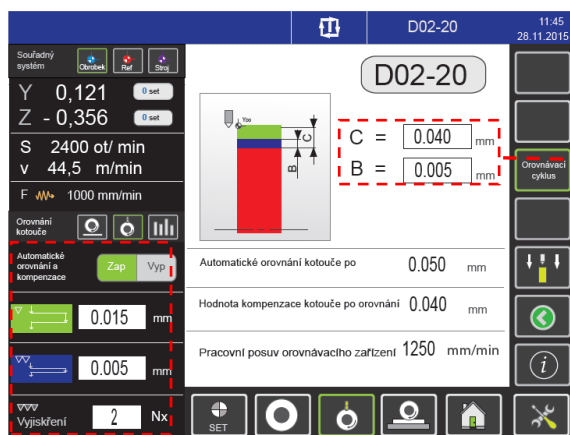 D02-20
11:45
28.11.2015
Souřadný
systém
Obrobek
Ref
Stroj
Y 0,121 0 set
Z - 0,356 0 set
S 2400 ot/ min
v 44,5 m/min
F 1000 mm/min
Orovnání
kotouče
Automatické
orovnání a
kompenzace
Zap Vyp
0.015 mm
0.005 mm
Vyjiskření 2 Nx
D02-20
C
B
C = 0.040 mm
B = 0.005 mm
Automatické orovnání kotouče po 0.050 mm
Hodnota kompenzace kotouče po orovnání 0.040 mm
Pracovní posuv orovnávacího zařízení 1250 mm/min
SET
Orovnávací
cyklus
i